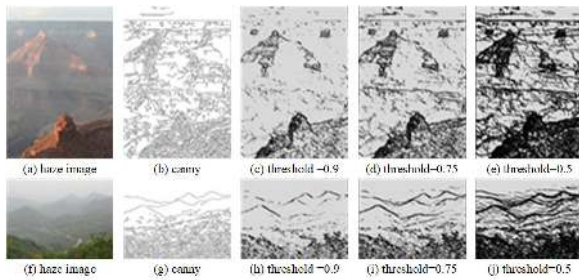 (a) haze image (b) canny (c) threshold =0.9 (d) threshold=0.75 (e) threshold=0.5
(f) haze image (g) canny (h) threshold =0.9 (i) threshold=0.75 (j) threshold=0.5